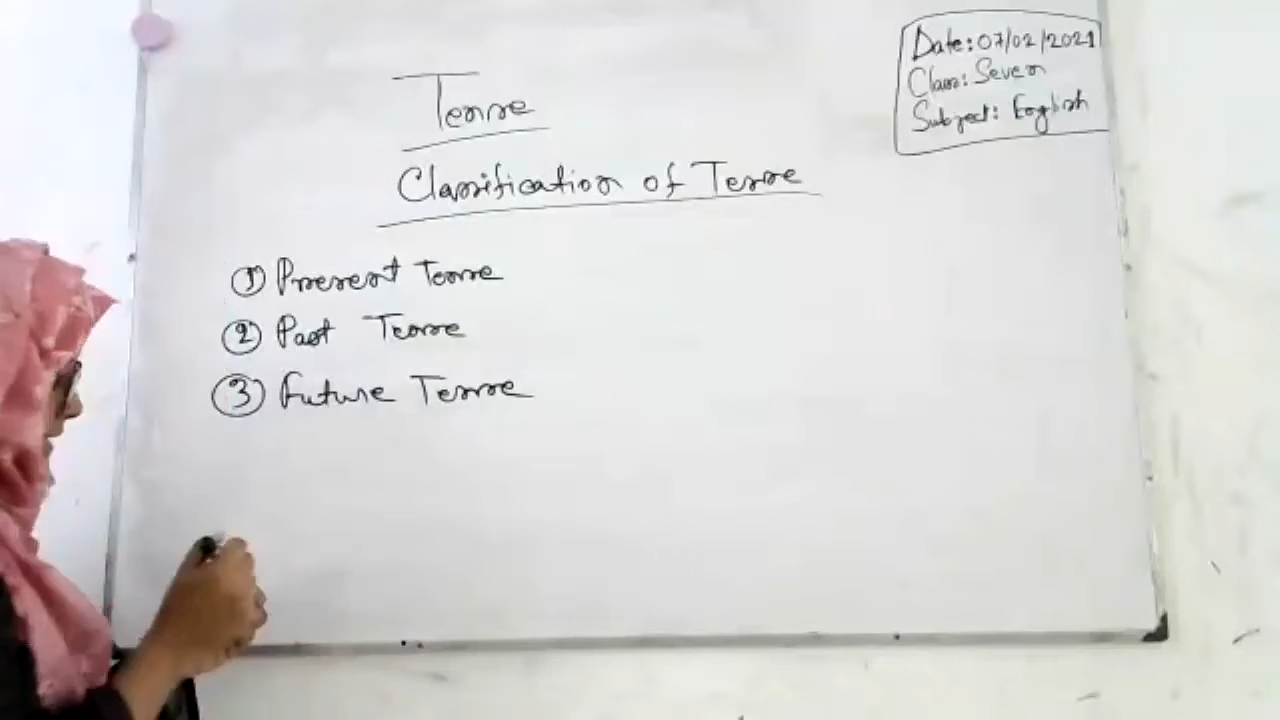 Tense
Classification of Tense
① Present Tense
② Past Tense
③ Future Tense
Date: 07/02/2021
Class: Seven
Subject: English